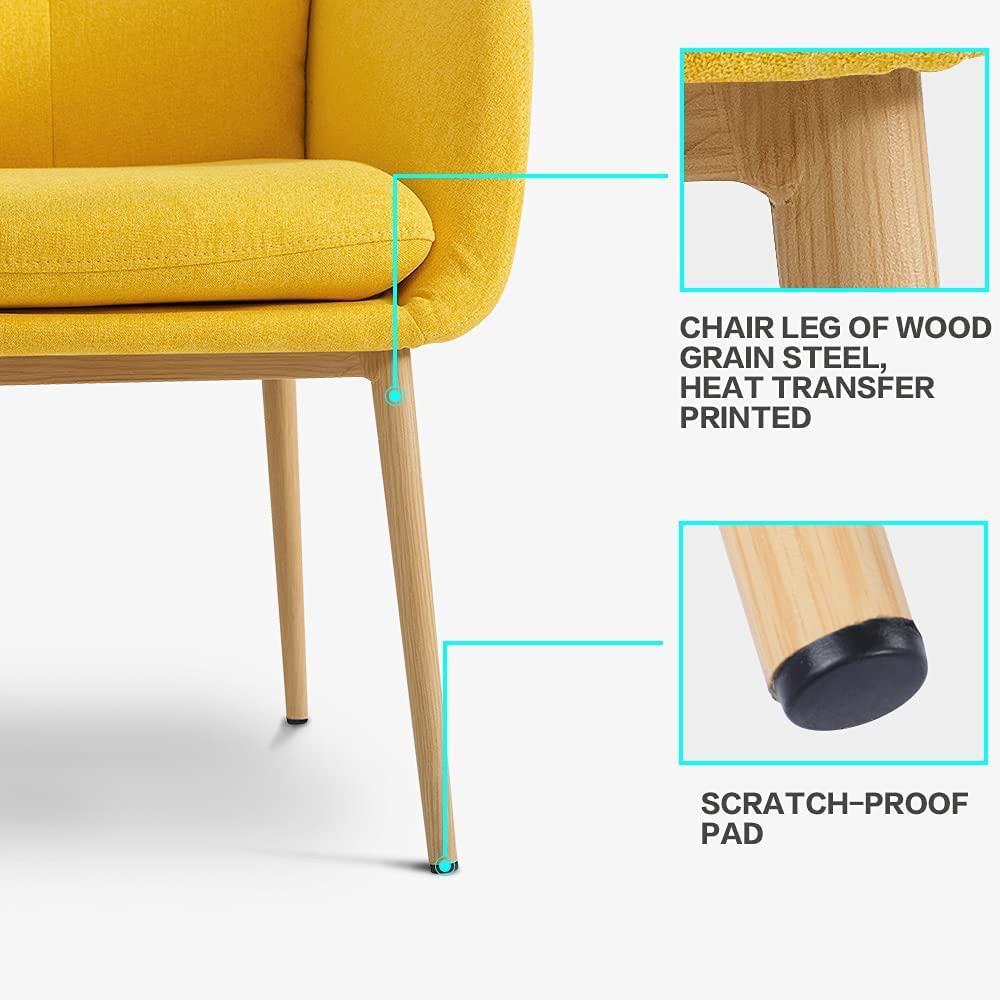 CHAIR LEG OF WOOD
GRAIN STEEL,
HEAT TRANSFER
PRINTED
SCRATCH-PROOF
PAD